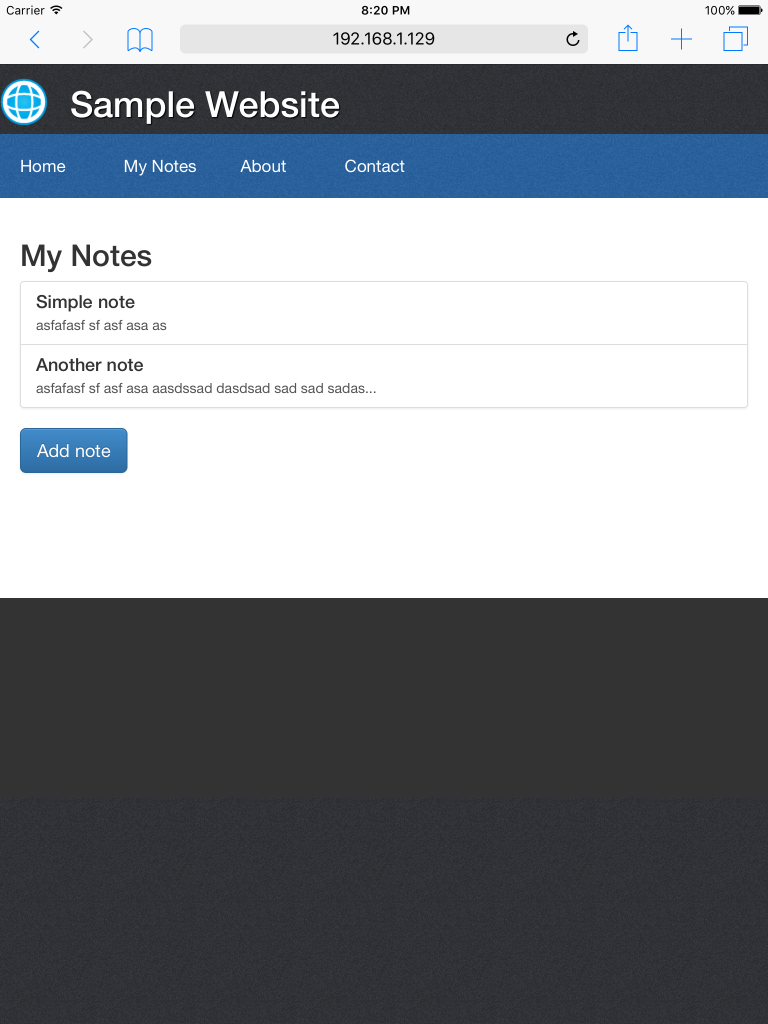 Carrier 8:20 PM 100%
192.168.1.129
Sample Website
Home My Notes About Contact
My Notes
Simple note
asfafasf sf asf asa as
Another note
asfafasf sf asf asa aasdssad dasdsad sad sad sadas...
Add note